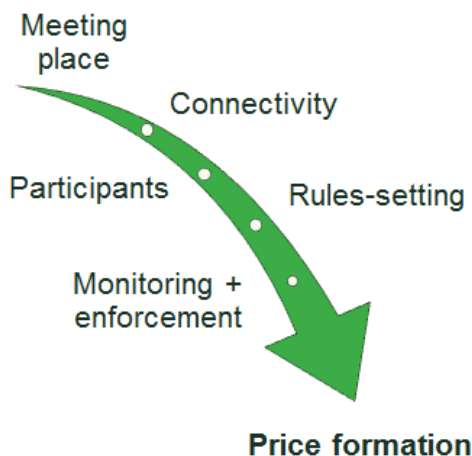 Meeting
place
Connectivity
Participants
Rules-setting
Monitoring +
enforcement
Price formation